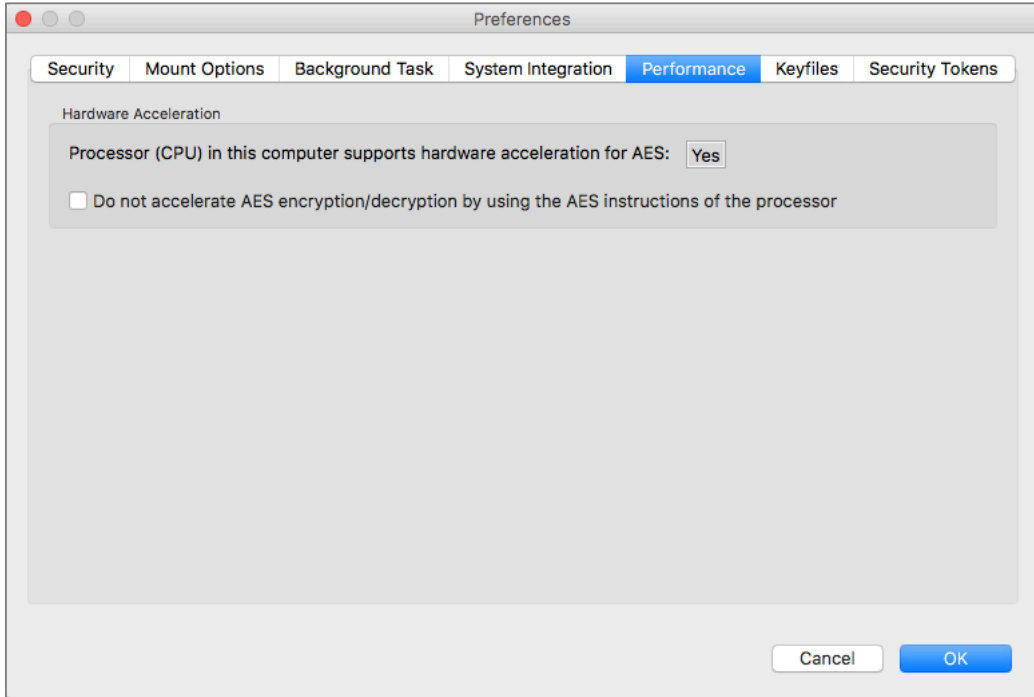 Preferences
Security Mount Options Background Task System Integration Performance Keyfiles Security Tokens
Hardware Acceleration
Processor (CPU) in this computer supports hardware acceleration for AES: Yes
Do not accelerate AES encryption/decryption by using the AES instructions of the processor
Cancel OK